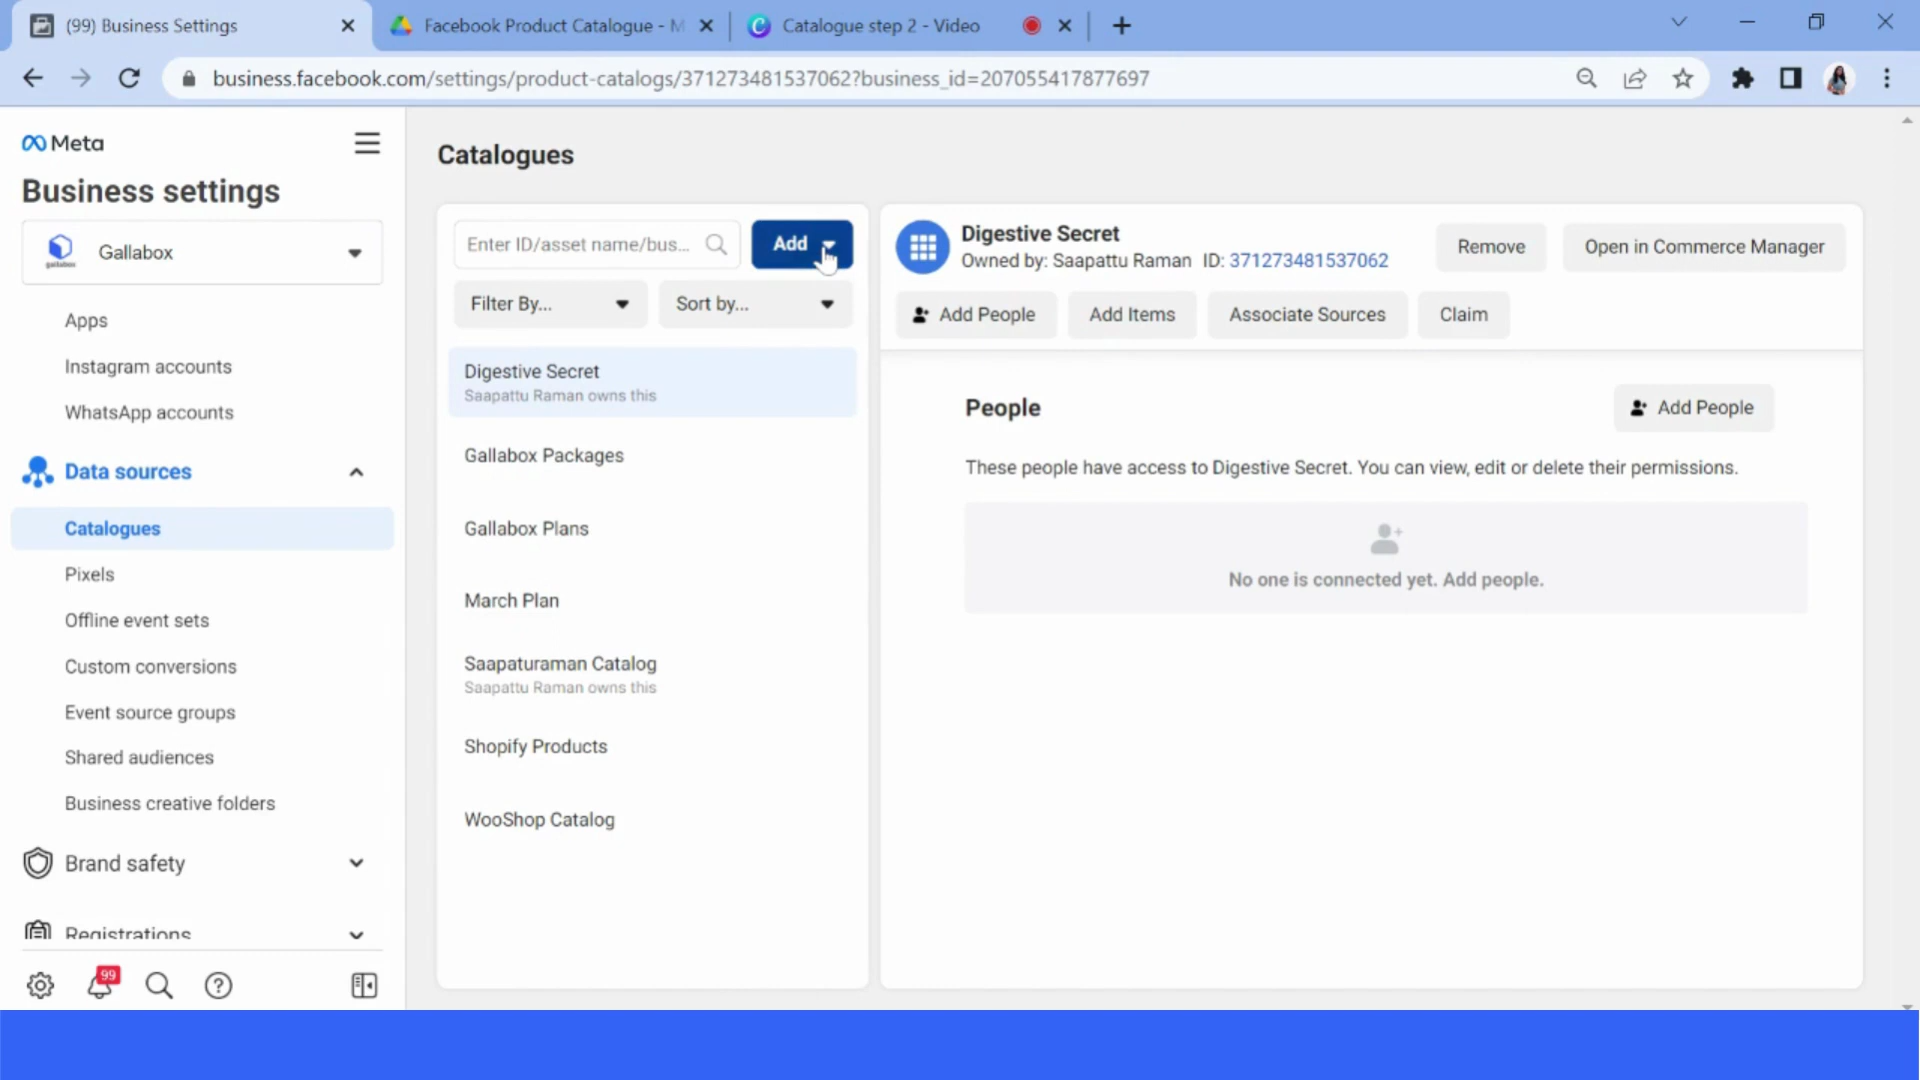 (99) Business Settings
Facebook Product Catalogue - M
Catalogue step 2 - Video
business.facebook.com/settings/product-catalogs/371273481537062?business_id=207055417877697
Meta
Business settings
gallabox
Gallabox
Apps
Instagram accounts
WhatsApp accounts
Data sources
Catalogues
Pixels
Offline event sets
Custom conversions
Event source groups
Shared audiences
Business creative folders
Brand safety
Registrations
99
Catalogues
Enter ID/asset name/bus...
Add
Filter By...
Sort by...
Digestive Secret
Saapattu Raman owns this
Gallabox Packages
Gallabox Plans
March Plan
Saapaturaman Catalog
Saapattu Raman owns this
Shopify Products
WooShop Catalog
Digestive Secret
Owned by: Saapattu Raman ID: 371273481537062
Remove
Open in Commerce Manager
Add People
Add Items
Associate Sources
Claim
People
Add People
These people have access to Digestive Secret. You can view, edit or delete their permissions.
No one is connected yet. Add people.